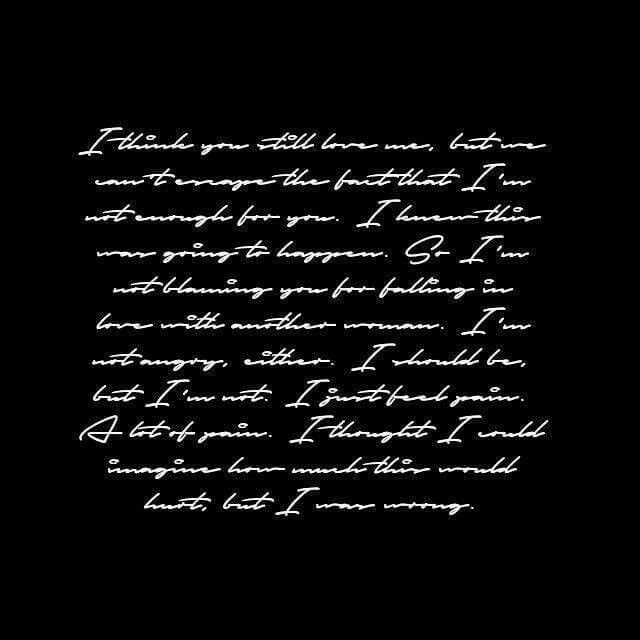 I think you still love me, but we
can't escape the fact that I'm
not enough for you. I knew this
was going to happen. So I'm
not blaming you for falling in
love with another woman. I'm
not angry, either. I should be,
but I'm not. I just feel pain.
A lot of pain. I thought I could
imagine how much this would
hurt, but I was wrong.